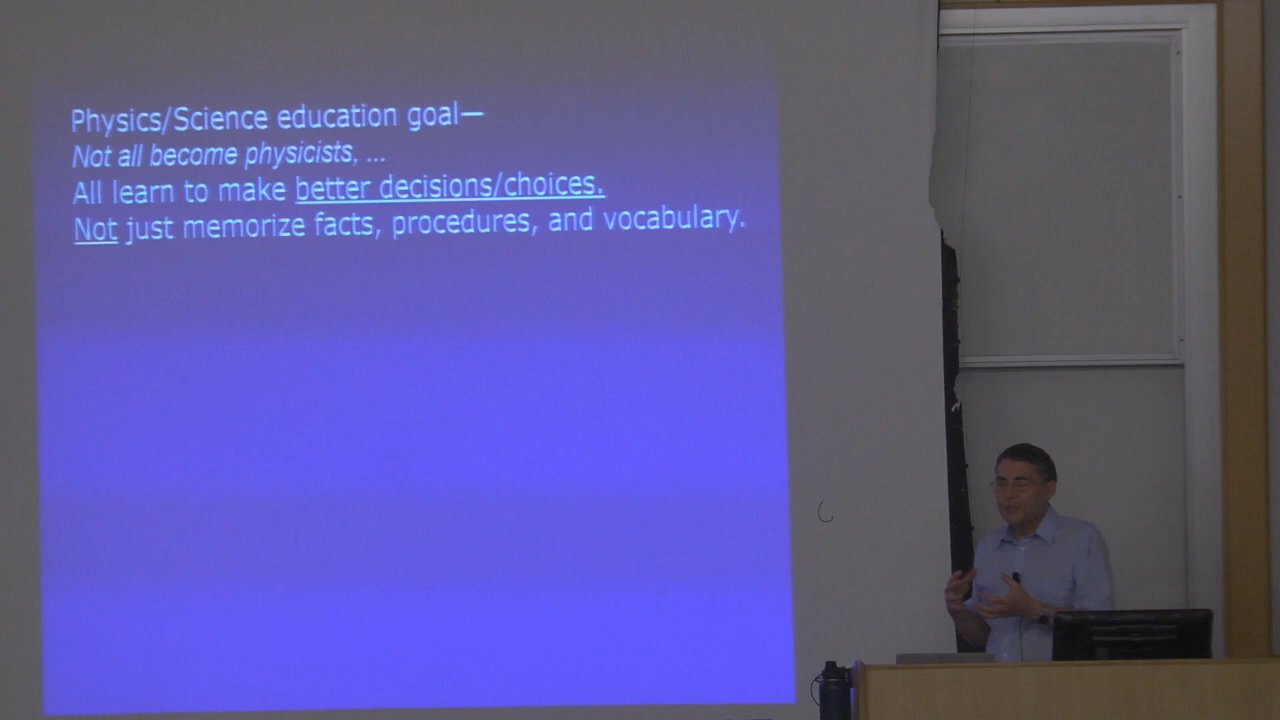 Physics/Science education goal—
Not all become physicists, ...
All learn to make better decisions/choices.
Not just memorize facts, procedures, and vocabulary.